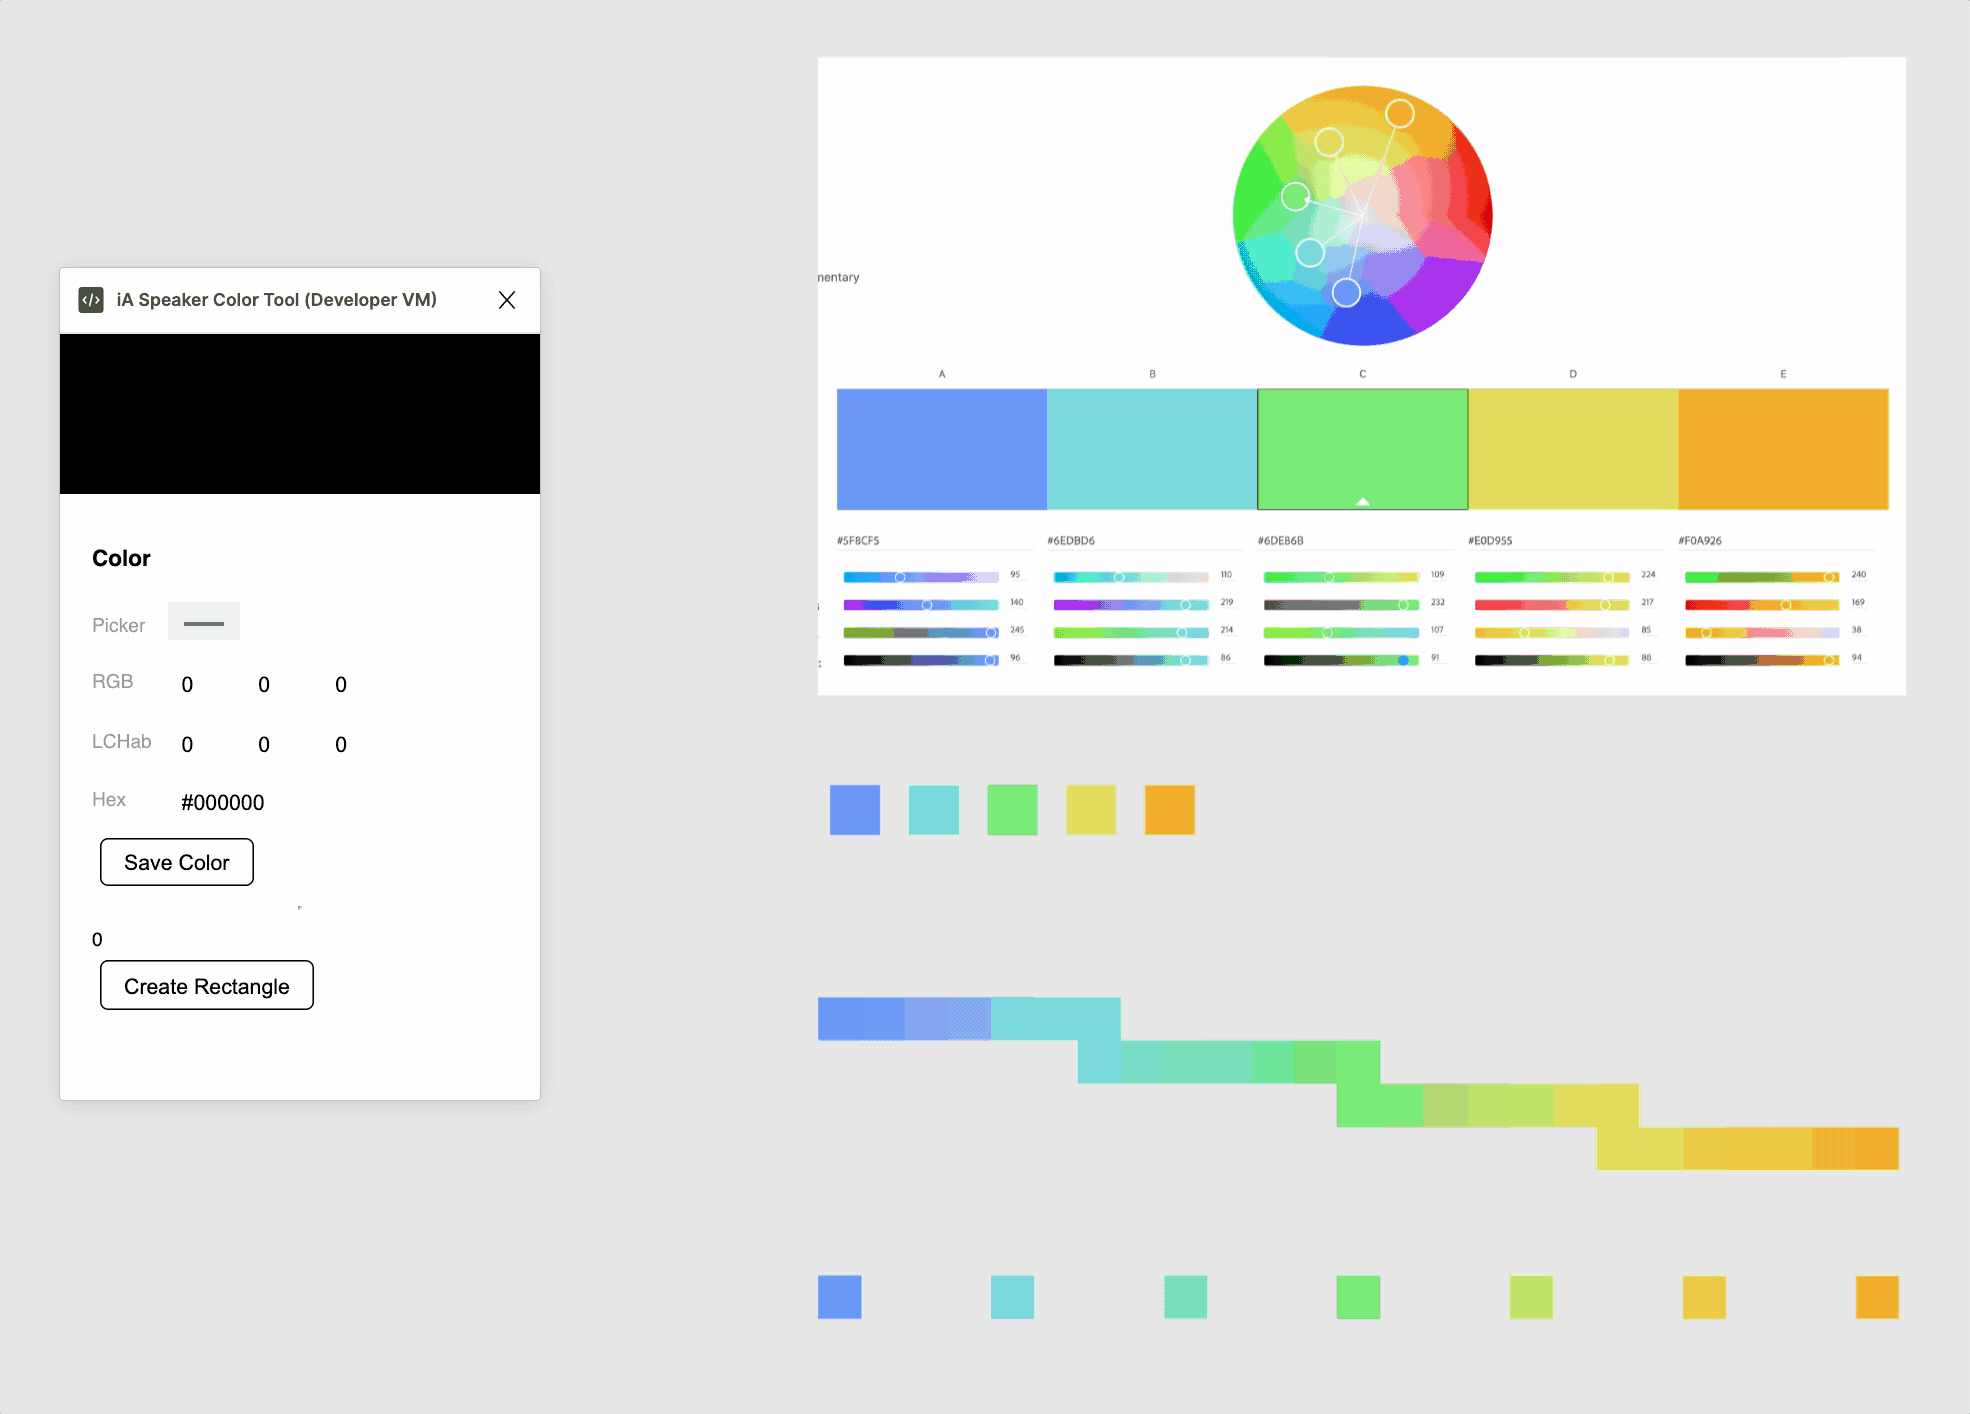 iA Speaker Color Tool (Developer VM)
Color
Picker
RGB 0 0 0
LCHab 0 0 0
Hex #000000
Save Color
0
Create Rectangle
mentary
A B C D E
#5F8CF5 #6EDBD6 #6DE86B #E0D955 #F0A926
95 110 109 224 240
140 219 232 217 169
245 214 107 85 38
96 86 91 88 94